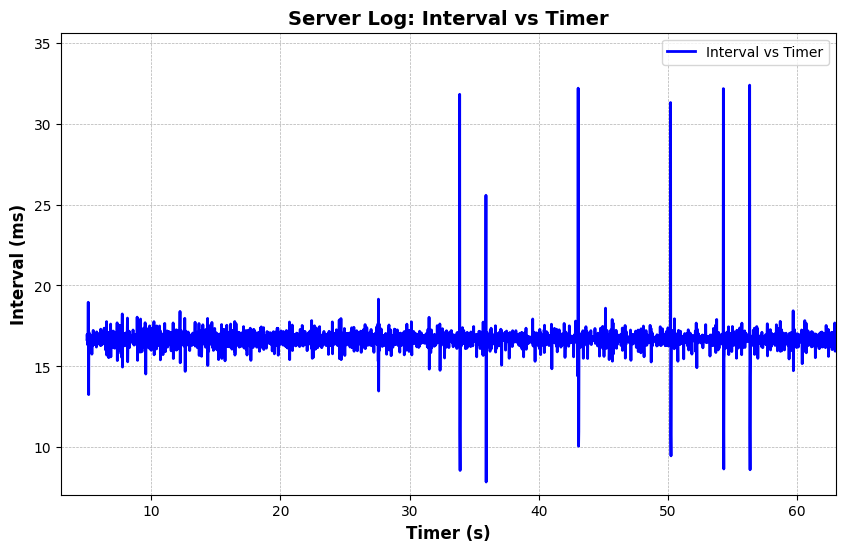 Server Log: Interval vs Timer
Interval vs Timer
35
30
25
20
15
10
Interval (ms)
10 20 30 40 50 60
Timer (s)